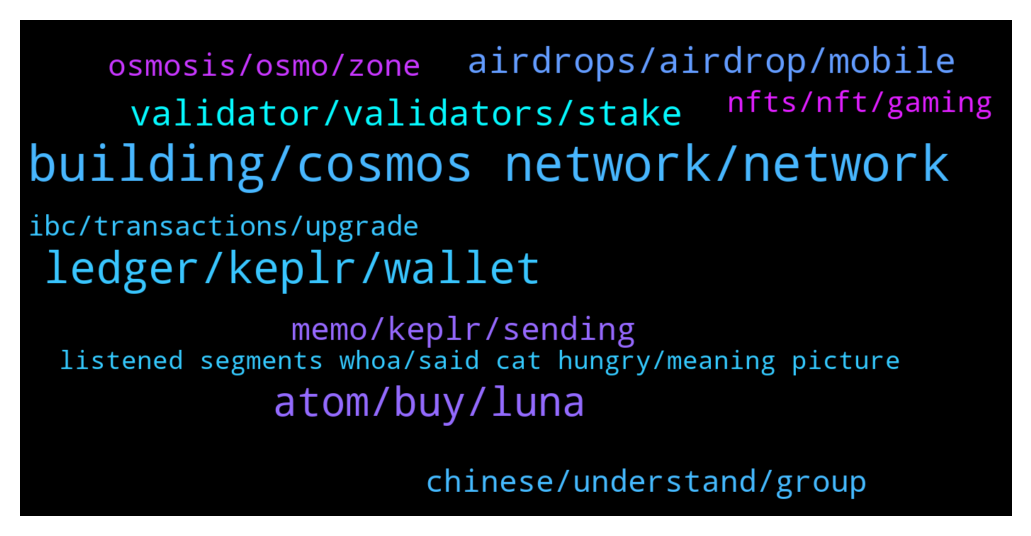 osmosis/osmo/zone
airdrops/airdrop/mobile
validator/validators/stake
nfts/nft/gaming
building/cosmos network/network
ibc/transactions/upgrade
ledger/keplr/wallet
memo/keplr/sending
listened segments whoa/said cat hungry/meaning picture
atom/buy/luna
chinese/understand/group